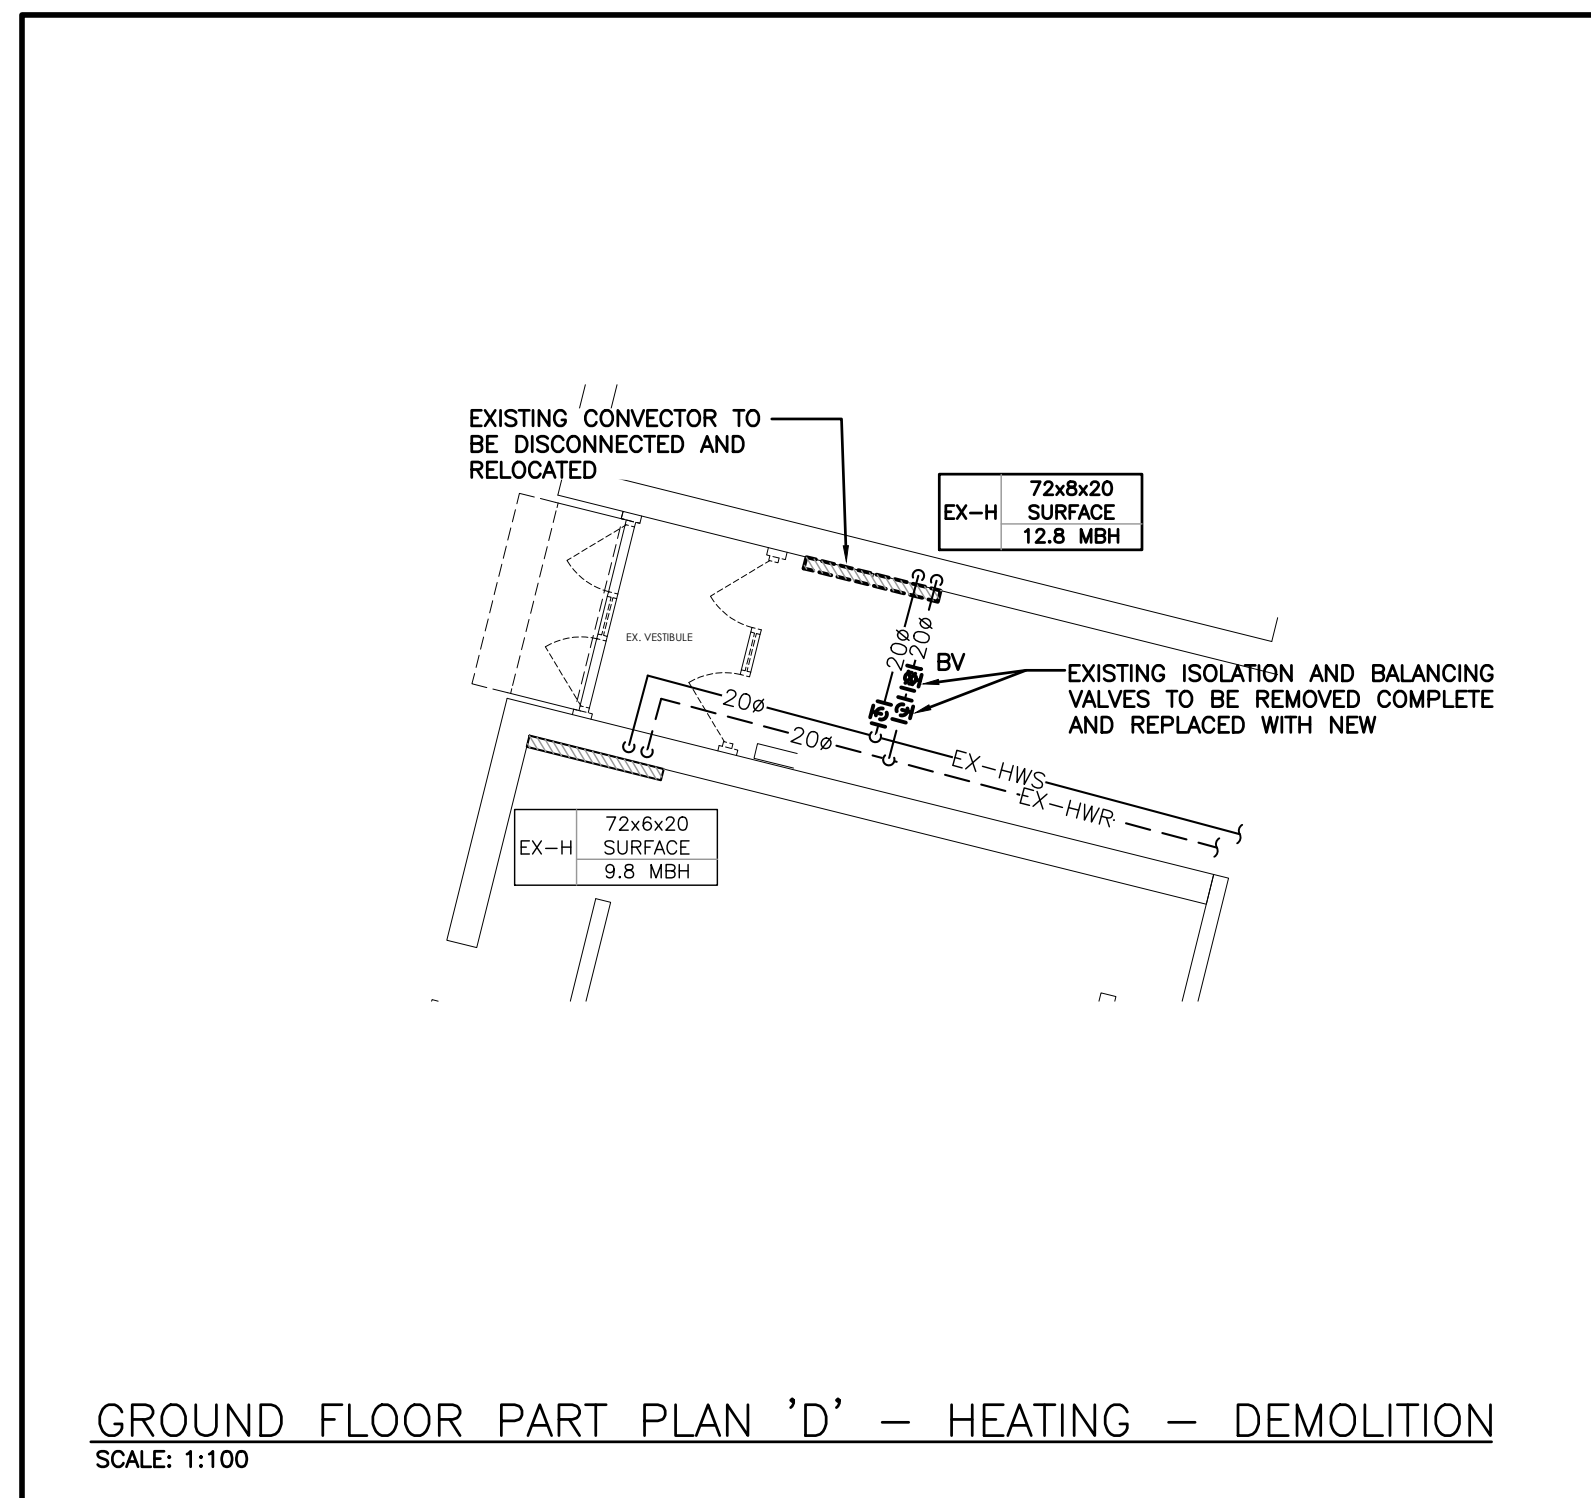 EXISTING CONVECTOR TO
BE DISCONNECTED AND
RELOCATED
EX-H
72x8x20
SURFACE
12.8 MBH
EX. VESTIBULE
20ø
20ø
BV
EXISTING ISOLATION AND BALANCING
VALVES TO BE REMOVED COMPLETE
AND REPLACED WITH NEW
20ø
20ø
EX-HWS
EX-HWR
EX-H
72x6x20
SURFACE
9.8 MBH
GROUND FLOOR PART PLAN 'D' - HEATING - DEMOLITION
SCALE: 1:100